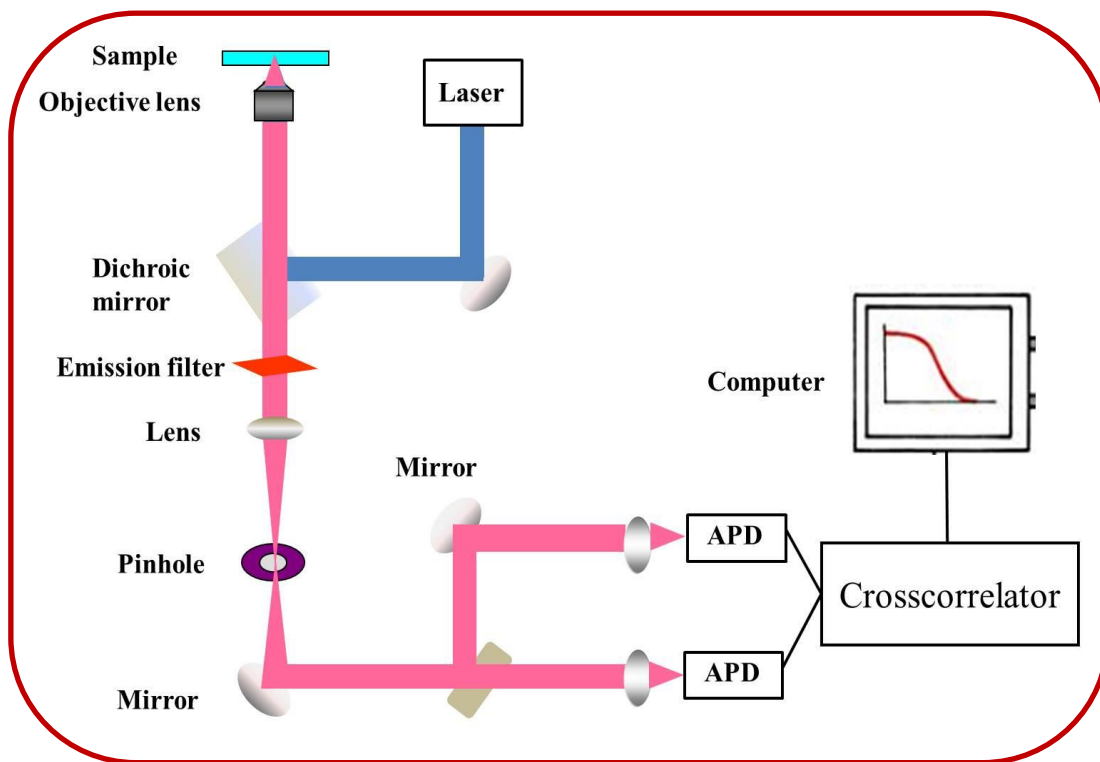 Sample
Objective lens
Laser
Dichroic
mirror
Emission filter
Computer
Lens
Mirror
APD
Pinhole
Crosscorrelator
APD
Mirror